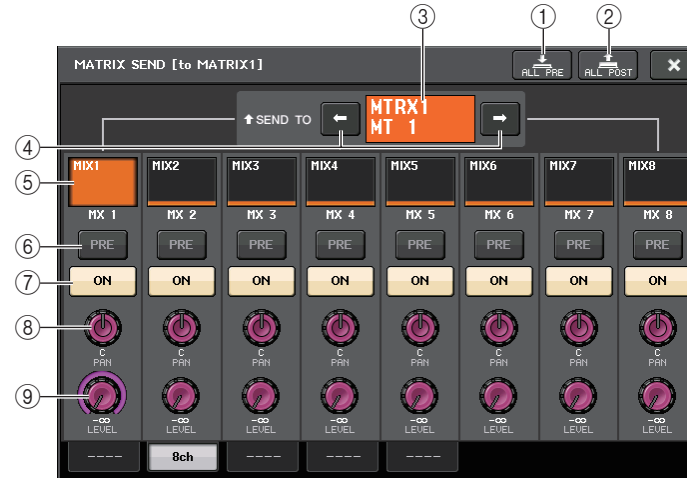 ① ② ③
MATRIX SEND [to MATRIX1]
ALL PRE
ALL POST
×
SEND TO
MTRX1
MT 1
④
⑤
MIX1 MIX2 MIX3 MIX4 MIX5 MIX6 MIX7 MIX8
MX 1 MX 2 MX 3 MX 4 MX 5 MX 6 MX 7 MX 8
⑥
PRE PRE PRE PRE PRE PRE PRE PRE
⑦
ON ON ON ON ON ON ON ON
⑧
C C C C C C C C
PAN PAN PAN PAN PAN PAN PAN PAN
⑨
-∞ -∞ -∞ -∞ -∞ -∞ -∞ -∞
LEVEL LEVEL LEVEL LEVEL LEVEL LEVEL LEVEL LEVEL
---- 8ch ---- ---- ----